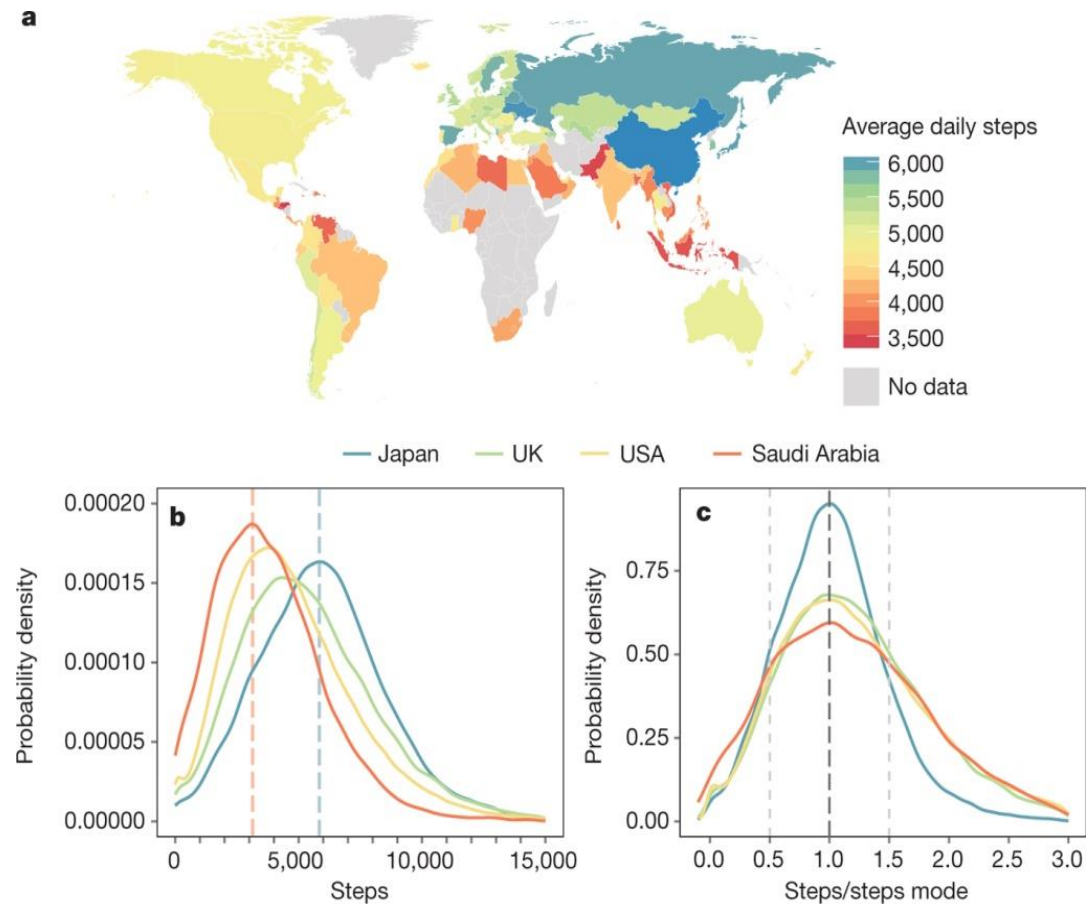 a
Average daily steps
6,000
5,500
5,000
4,500
4,000
3,500
No data
Japan
UK
USA
Saudi Arabia
b
Probability density
0.00020
0.00015
0.00010
0.00005
0.00000
0
5,000
10,000
15,000
Steps
c
Probability density
0.75
0.50
0.25
0.00
0.0
0.5
1.0
1.5
2.0
2.5
3.0
Steps/steps mode